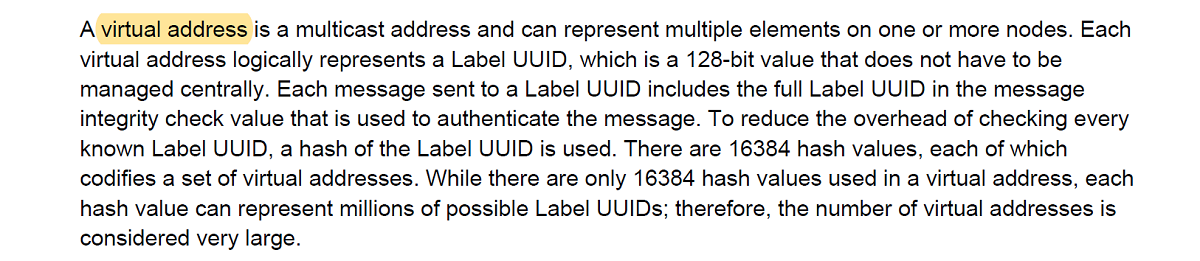 A virtual address is a multicast address and can represent multiple elements on one or more nodes. Each
virtual address logically represents a Label UUID, which is a 128-bit value that does not have to be
managed centrally. Each message sent to a Label UUID includes the full Label UUID in the message
integrity check value that is used to authenticate the message. To reduce the overhead of checking every
known Label UUID, a hash of the Label UUID is used. There are 16384 hash values, each of which
codifies a set of virtual addresses. While there are only 16384 hash values used in a virtual address, each
hash value can represent millions of possible Label UUIDs; therefore, the number of virtual addresses is
considered very large.